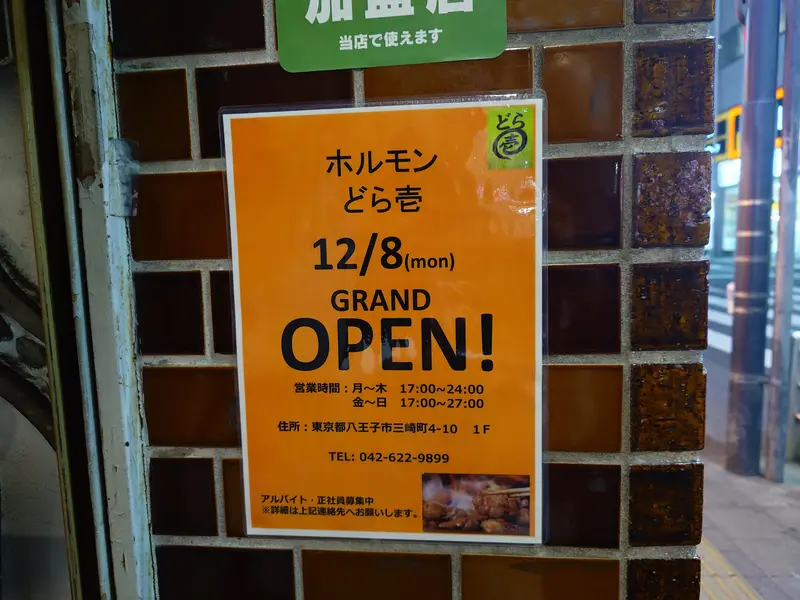 加盟店
当店で使えます
どら
壱
ホルモン
どら壱
12/8(mon)
GRAND
OPEN!
営業時間：月～木 17:00~24:00
金～日 17:00~27:00
住所：東京都八王子市三崎町4-10 １F
TEL: 042-622-9899
アルバイト・正社員募集中
※詳細は上記連絡先へお願いします。